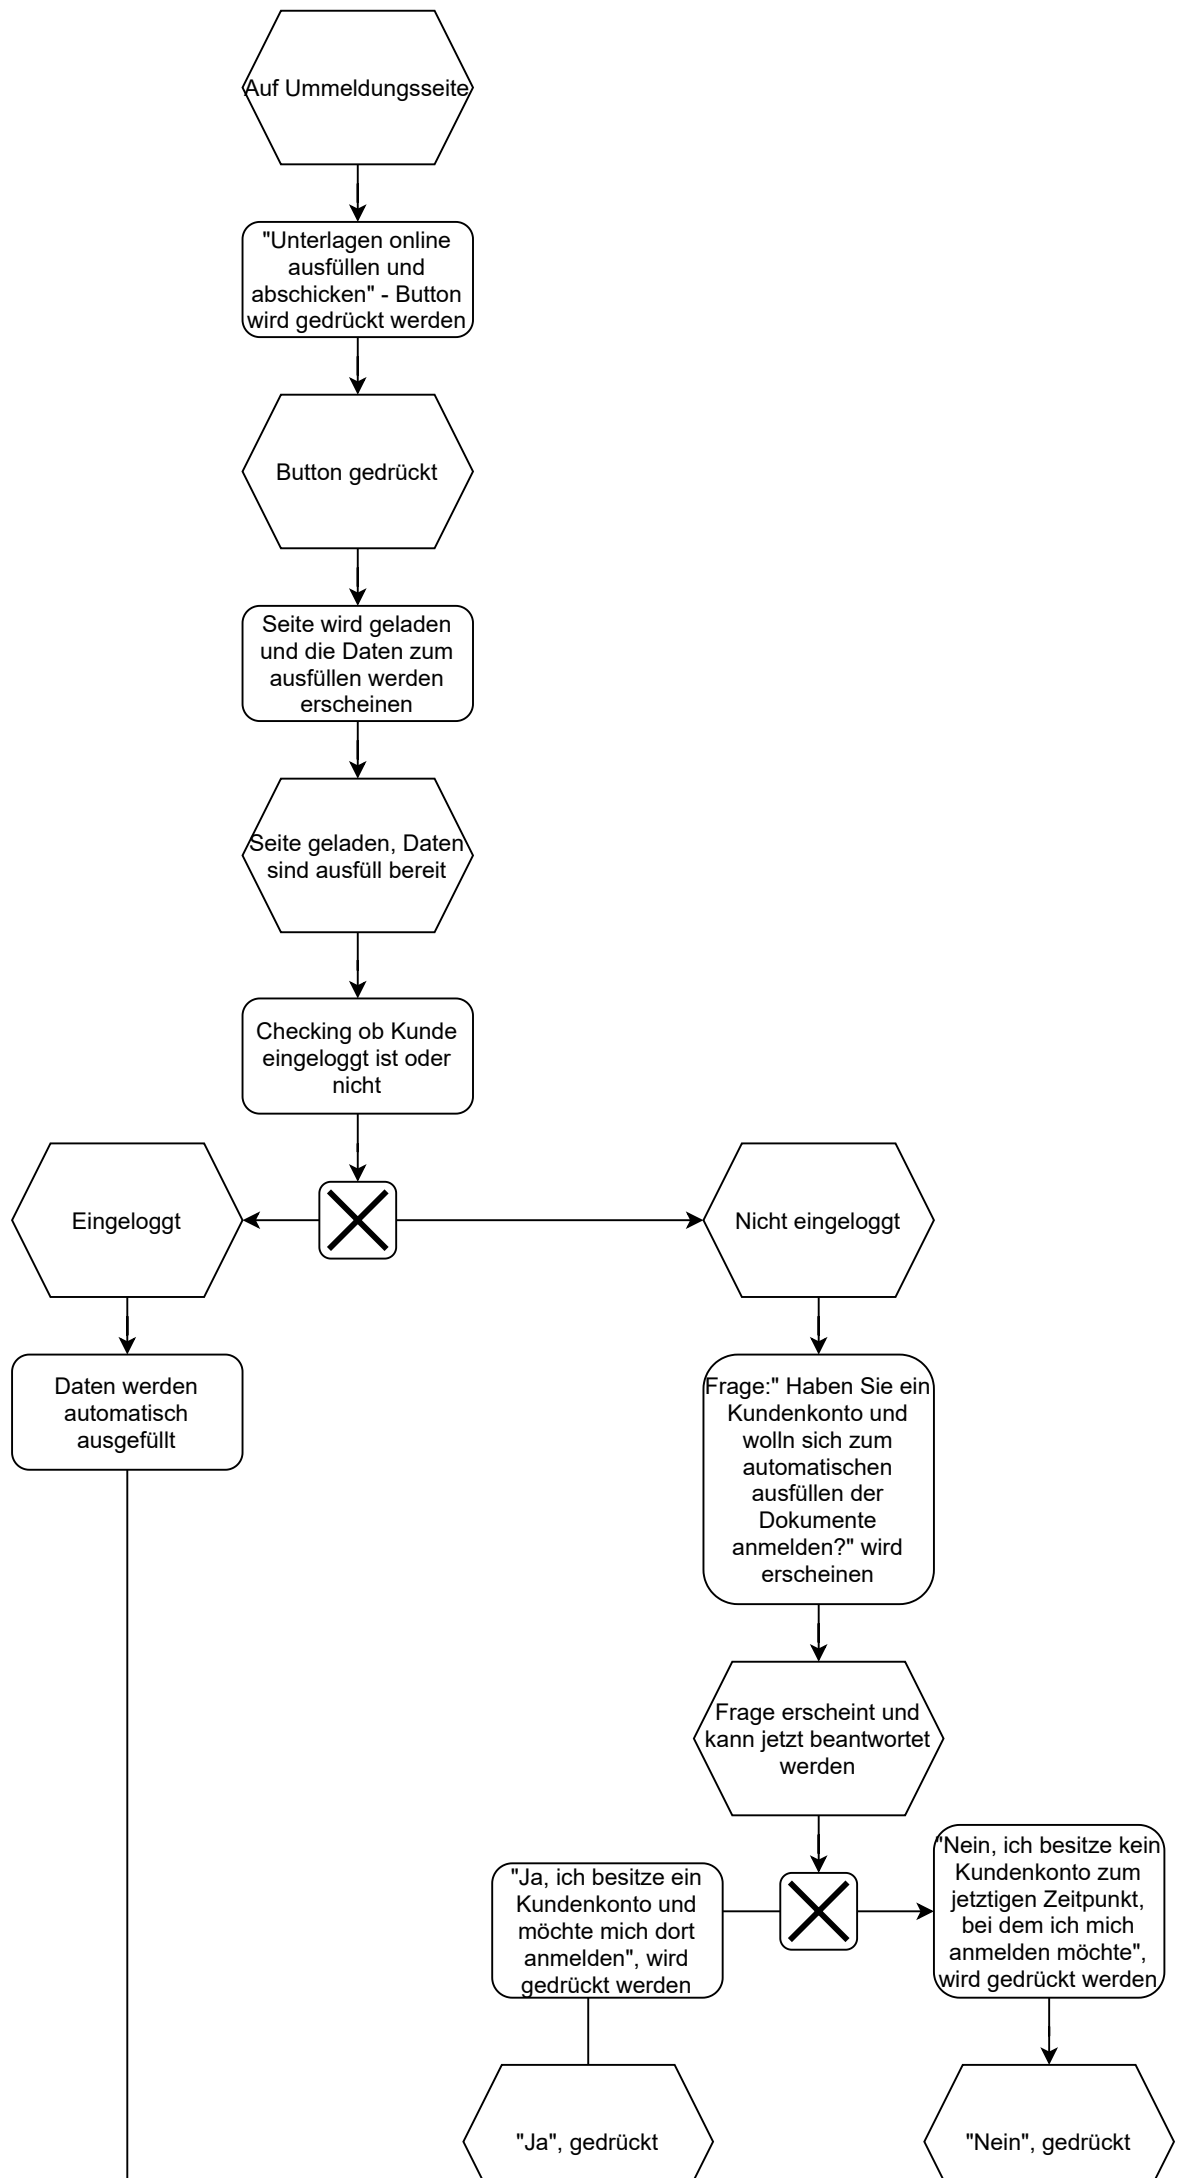 Auf Ummeldungsseite
"Unterlagen online
ausfüllen und
abschicken" - Button
wird gedrückt werden
Button gedrückt
Seite wird geladen
und die Daten zum
ausfüllen werden
erscheinen
Seite geladen, Daten
sind ausfüll bereit
Checking ob Kunde
eingeloggt ist oder
nicht
Eingeloggt
Nicht eingeloggt
Daten werden
automatisch
ausgefüllt
Frage:" Haben Sie ein
Kundenkonto und
wolln sich zum
automatischen
ausfüllen der
Dokumente
anmelden?" wird
erscheinen
Frage erscheint und
kann jetzt beantwortet
werden
"Ja, ich besitze ein
Kundenkonto und
möchte mich dort
anmelden", wird
gedrückt werden
"Nein, ich besitze kein
Kundenkonto zum
jetztigen Zeitpunkt,
bei dem ich mich
anmelden möchte",
wird gedrückt werden
"Ja", gedrückt
"Nein", gedrückt